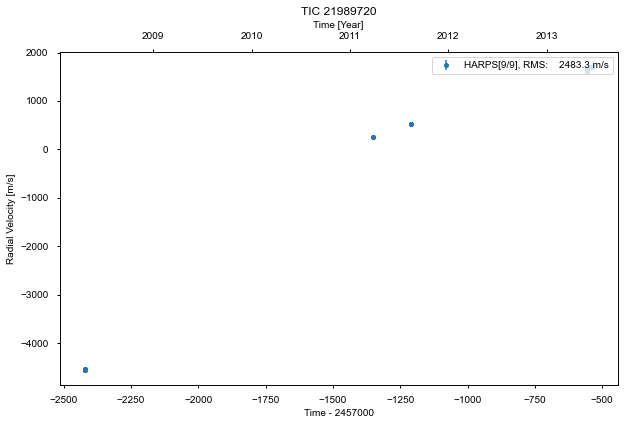 TIC 21989720
Time [Year]
2009 2010 2011 2012 2013
HARPS[9/9], RMS: 2483.3 m/s
2000
1000
0
−1000
−2000
−3000
−4000
Radial Velocity [m/s]
−2500 −2250 −2000 −1750 −1500 −1250 −1000 −750 −500
Time - 2457000